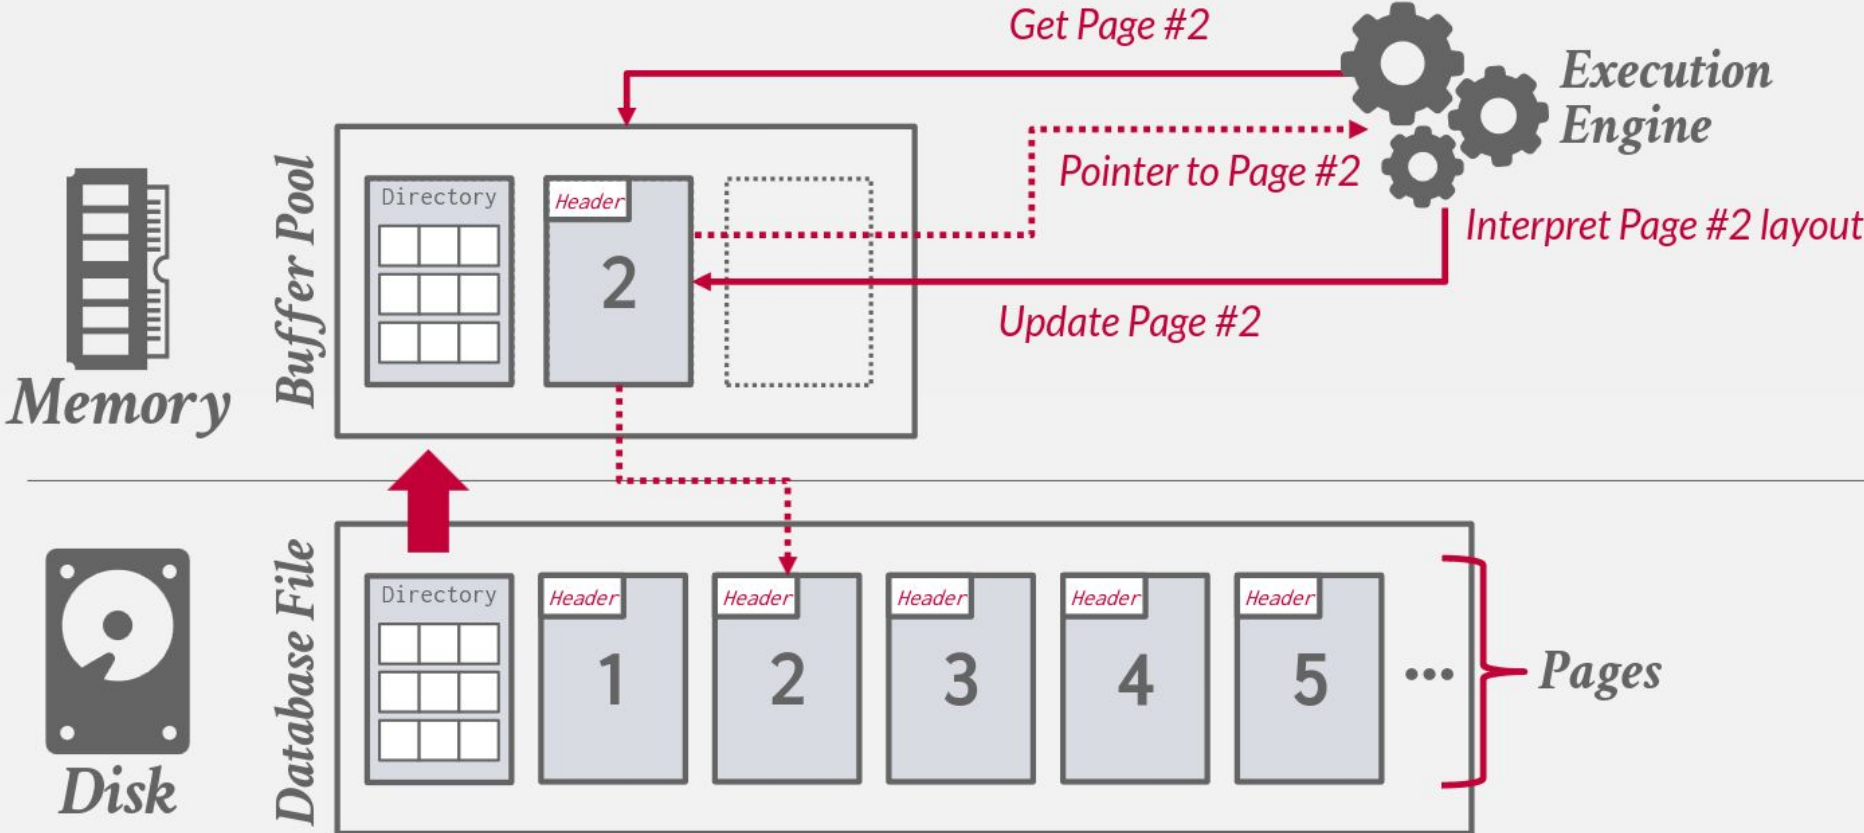 Get Page #2
Execution
Engine
Buffer Pool
Directory
Header
2
Pointer to Page #2
Interpret Page #2 layout
Update Page #2
Memory
Database File
Directory
Header
1
Header
2
Header
3
Header
4
Header
5
...
Pages
Disk